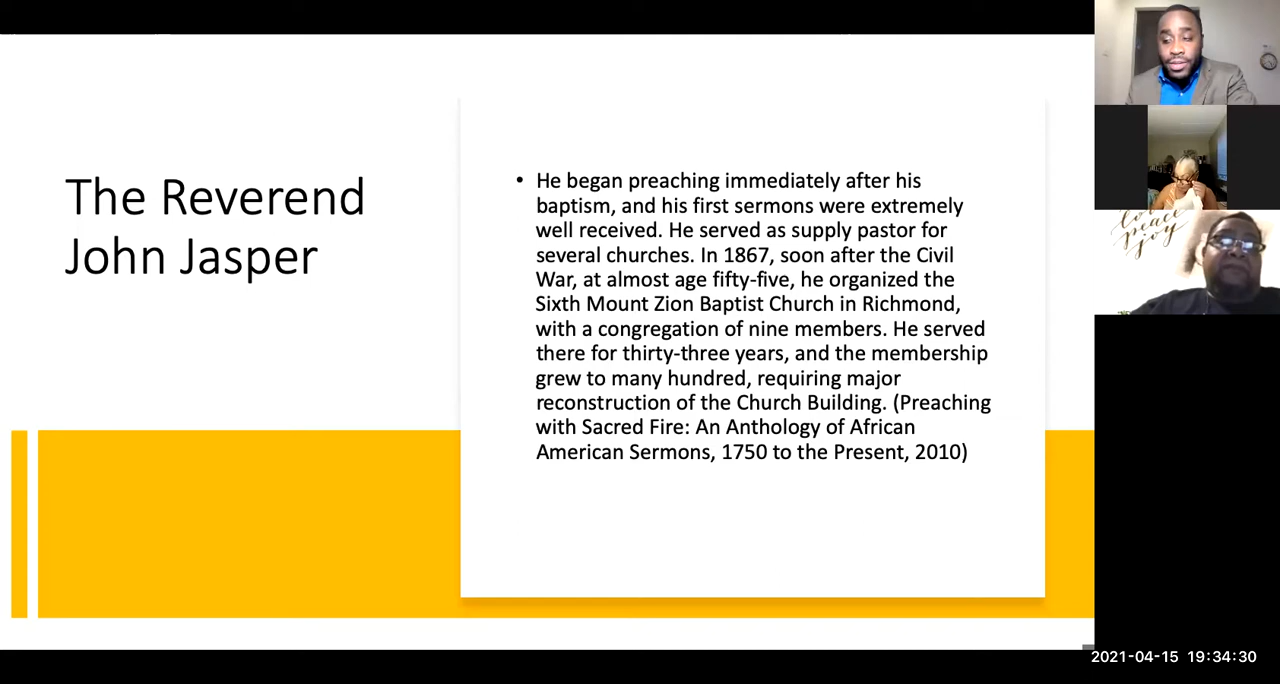 The Reverend
John Jasper
• He began preaching immediately after his
baptism, and his first sermons were extremely
well received. He served as supply pastor for
several churches. In 1867, soon after the Civil
War, at almost age fifty-five, he organized the
Sixth Mount Zion Baptist Church in Richmond,
with a congregation of nine members. He served
there for thirty-three years, and the membership
grew to many hundred, requiring major
reconstruction of the Church Building. (Preaching
with Sacred Fire: An Anthology of African
American Sermons, 1750 to the Present, 2010)
peace
joy
2021-04-15 19:34:30